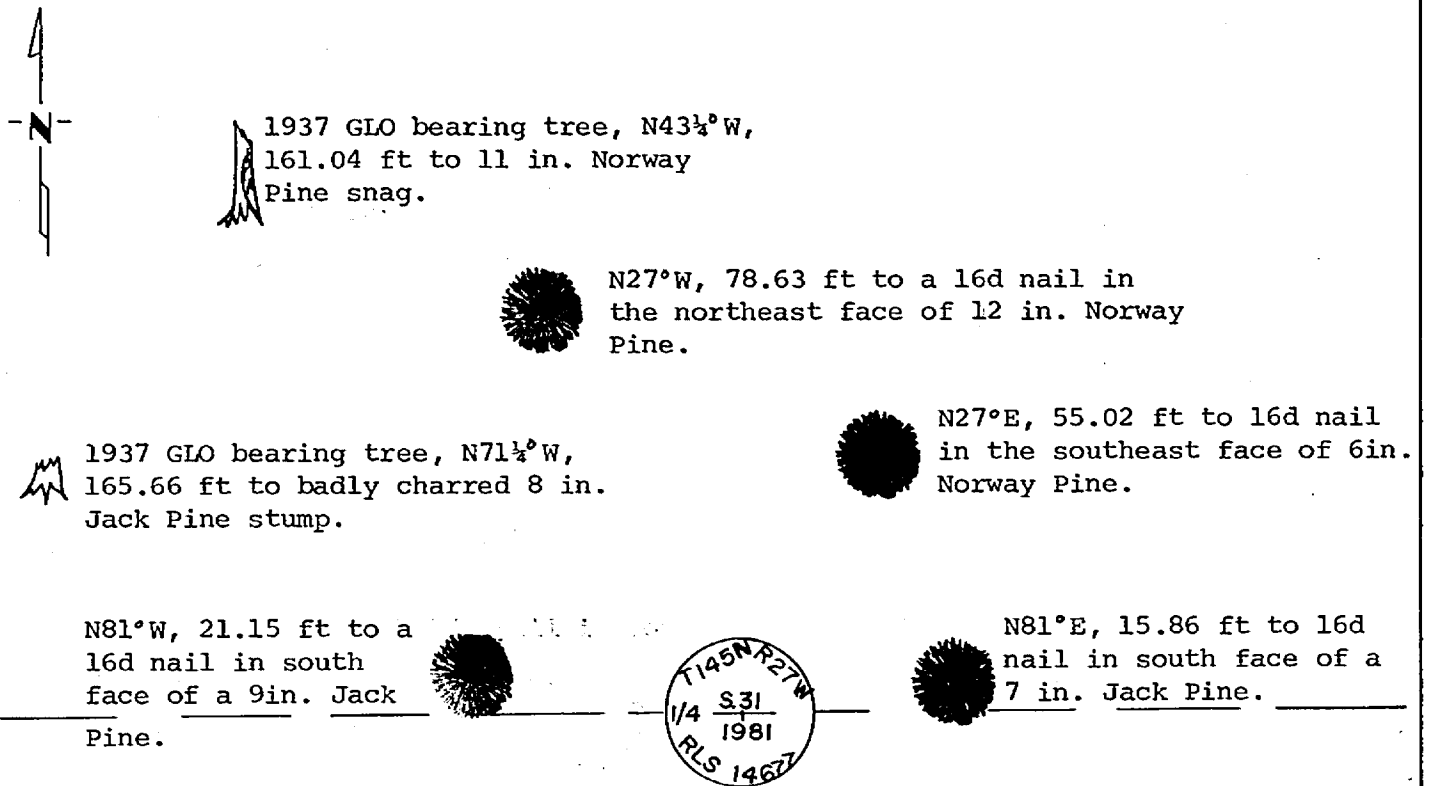 N
1937 GLO bearing tree, N43¼°W,
161.04 ft to 11 in. Norway
Pine snag.
N27°W, 78.63 ft to a 16d nail in
the northeast face of 12 in. Norway
Pine.
N27°E, 55.02 ft to 16d nail
in the southeast face of 6in.
Norway Pine.
1937 GLO bearing tree, N71¼°W,
165.66 ft to badly charred 8 in.
Jack Pine stump.
N81°W, 21.15 ft to a
16d nail in south
face of a 9in. Jack
Pine.
T145N R27W
1/4 S.31
1981
RLS 14677
N81°E, 15.86 ft to 16d
nail in south face of a
7 in. Jack Pine.